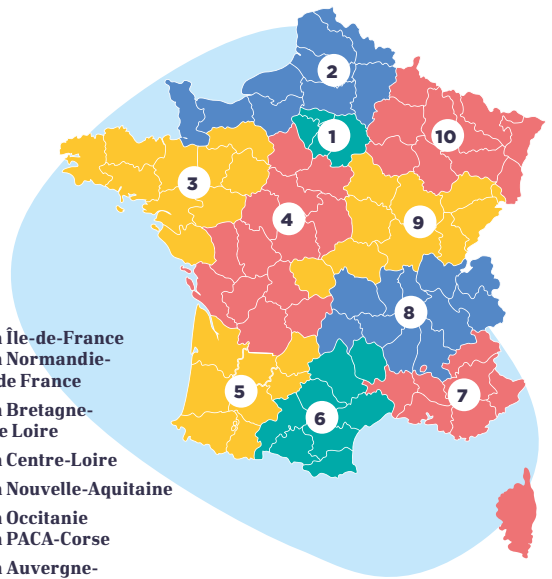 2
1
10
3
4
9
8
5
7
6
Île-de-France
Normandie-
de France
Bretagne-
Loire
Centre-Loire
Nouvelle-Aquitaine
Occitanie
PACA-Corse
Auvergne-